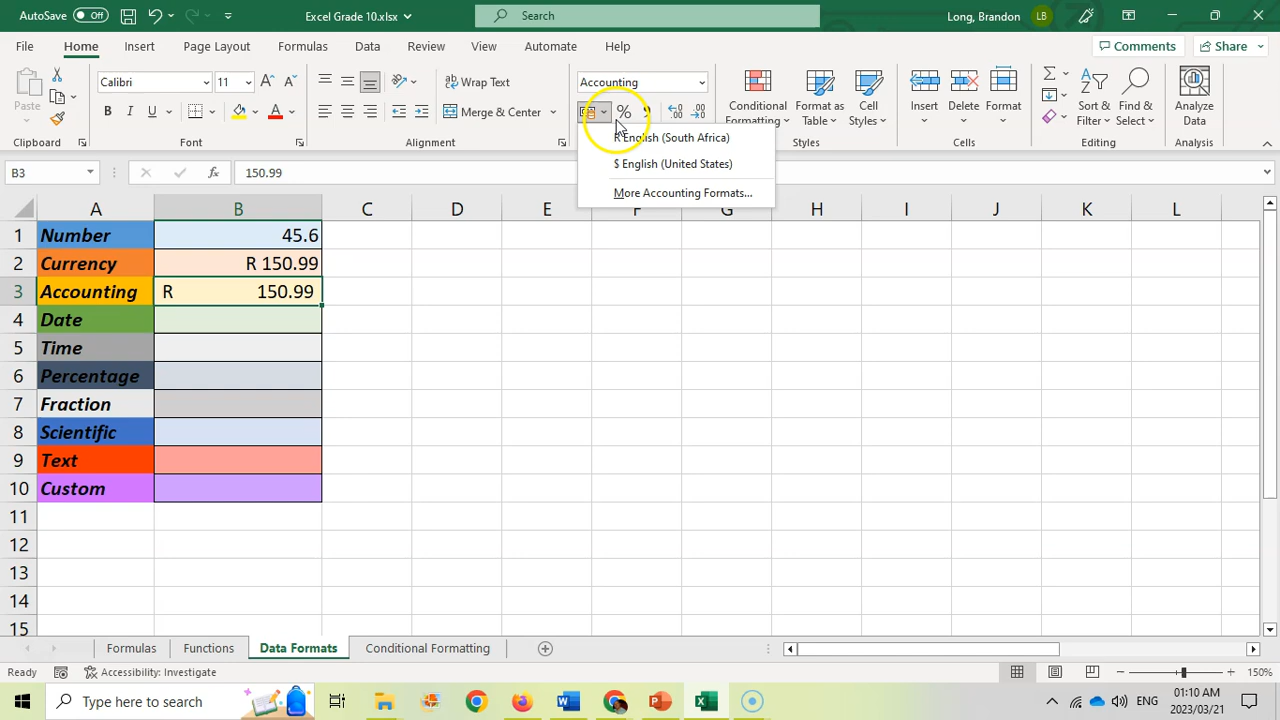 AutoSave Off Excel Grade 10.xlsx Search Long, Brandon LB
File Home Insert Page Layout Formulas Data Review View Automate Help Comments Share
Calibri 11 Wrap Text Accounting
Paste B I U Merge & Center % Conditional Formatting Format as Table Cell Styles Insert Delete Format Sort & Filter Find & Select Analyze Data
Clipboard Font Alignment Styles Cells Editing Analysis
R English (South Africa)
$ English (United States)
More Accounting Formats...
B3 fx 150.99
A B C D E F G H I J K L
1 Number 45.6
2 Currency R 150.99
3 Accounting R 150.99
4 Date
5 Time
6 Percentage
7 Fraction
8 Scientific
9 Text
10 Custom
11
12
13
14
15
Formulas Functions Data Formats Conditional Formatting
Ready Accessibility: Investigate 150%
Type here to search 01:10 AM
2023/03/21